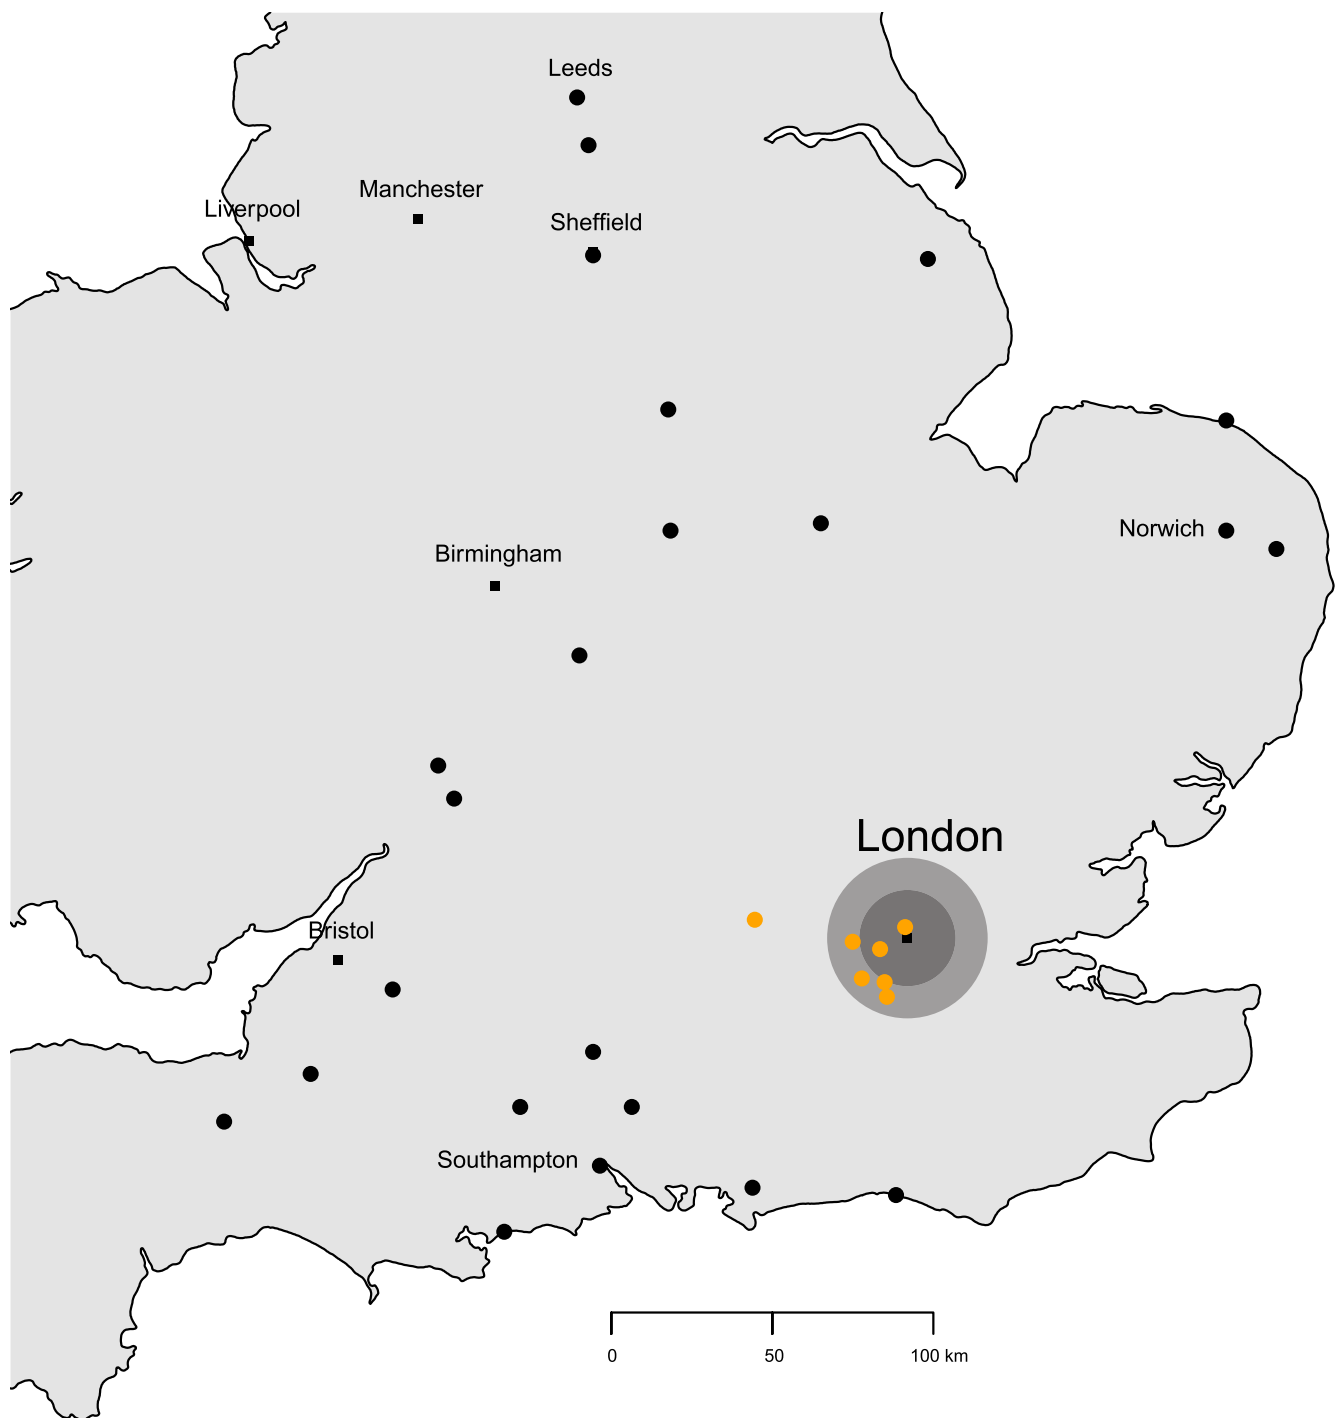 Leeds
Manchester
Liverpool
Sheffield
Norwich
Birmingham
London
Bristol
Southampton
0 50 100 km